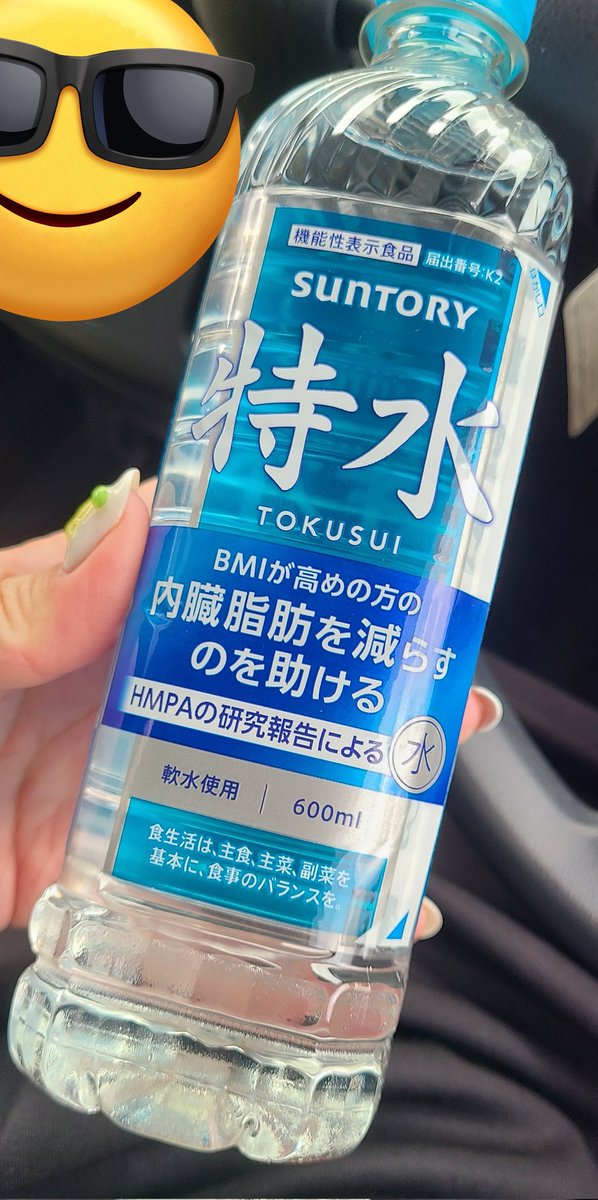 機能性表示食品 届出番号:K2
はがし口
SUNTORY
特水
TOKUSUI
BMIが高めの方の
内臓脂肪を減らす
のを助ける
HMPAの研究報告による 水
軟水使用 | 600ml
食生活は、主食、主菜、副菜を
基本に、食事のバランスを。